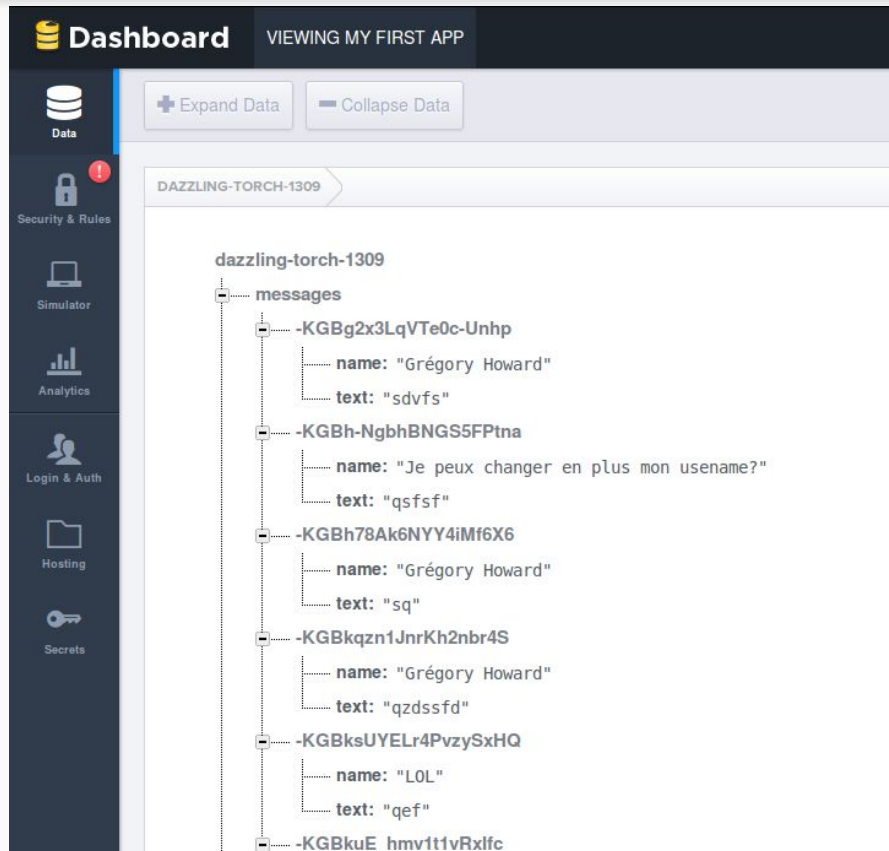 Dashboard VIEWING MY FIRST APP
Expand Data Collapse Data
Data
Security & Rules
Simulator
Analytics
Login & Auth
Hosting
Secrets
DAZZLING-TORCH-1309
dazzling-torch-1309
messages
-KGBg2x3LqVTe0c-Unhp
name: "Grégory Howard"
text: "sdvfs"
-KGBh-NgbhBNGS5FPtna
name: "Je peux changer en plus mon usename?"
text: "qsfsf"
-KGBh78Ak6NYY4iMf6X6
name: "Grégory Howard"
text: "sq"
-KGBkqzn1JnrKh2nbr4S
name: "Grégory Howard"
text: "qzdssfd"
-KGBksUYELr4PvzySxHQ
name: "LOL"
text: "qef"